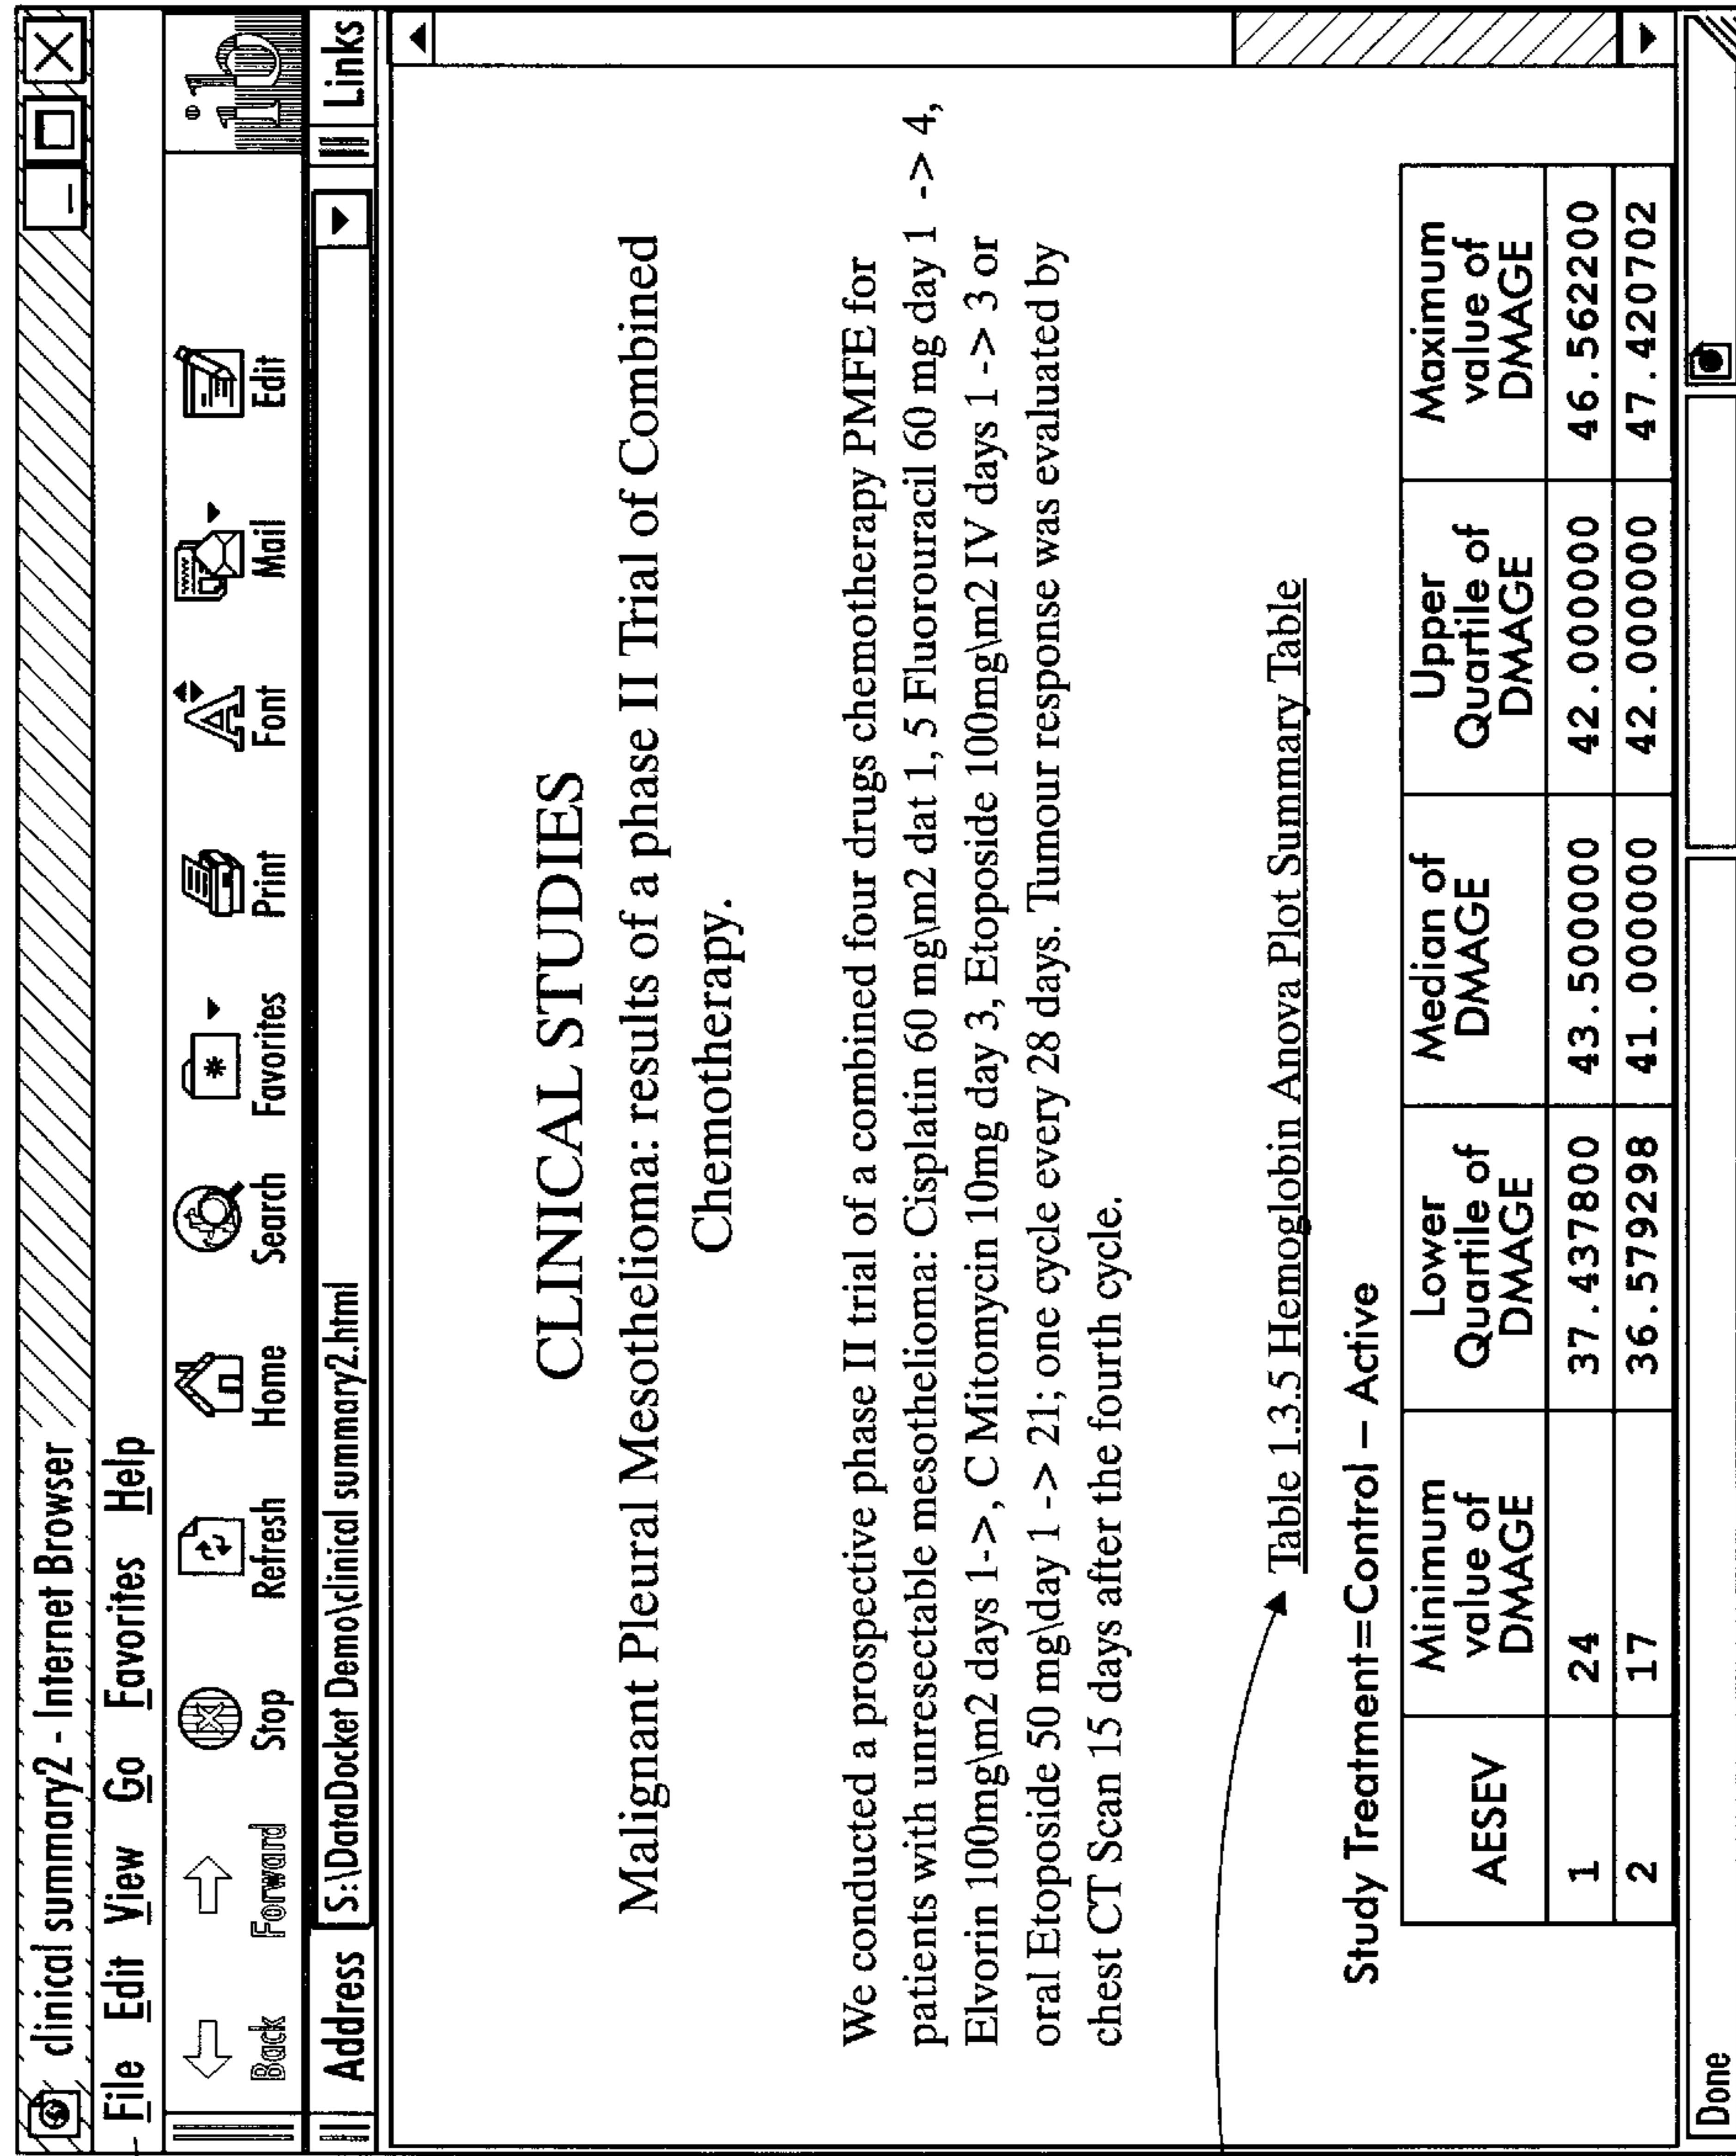 clinical summary2 - Internet Browser
File Edit View Go Favorites Help
Back Forward Stop Refresh Home Search Favorites Print Font Mail Edit
Address S:\DataDocket Demo\clinical summary2.html Links
CLINICAL STUDIES
Malignant Pleural Mesothelioma: results of a phase II Trial of Combined
Chemotherapy.
We conducted a prospective phase II trial of a combined four drugs chemotherapy PMFE for
patients with unresectable mesothelioma: Cisplatin 60 mg\m2 dat 1, 5 Fluorouracil 60 mg day 1 -> 4,
Elvorin 100mg\m2 days 1->, C Mitomycin 10mg day 3, Etoposide 100mg\m2 IV days 1 -> 3 or
oral Etoposide 50 mg\day 1 -> 21; one cycle every 28 days. Tumour response was evaluated by
chest CT Scan 15 days after the fourth cycle.
Table 1.3.5 Hemoglobin Anova Plot Summary Table
Study Treatment=Control – Active
AESEV Minimum value of DMAGE Lower Quartile of DMAGE Median of DMAGE Upper Quartile of DMAGE Maximum value of DMAGE
1 24 37.437800 43.500000 42.000000 46.562200
2 17 36.579298 41.000000 42.000000 47.420702
Done